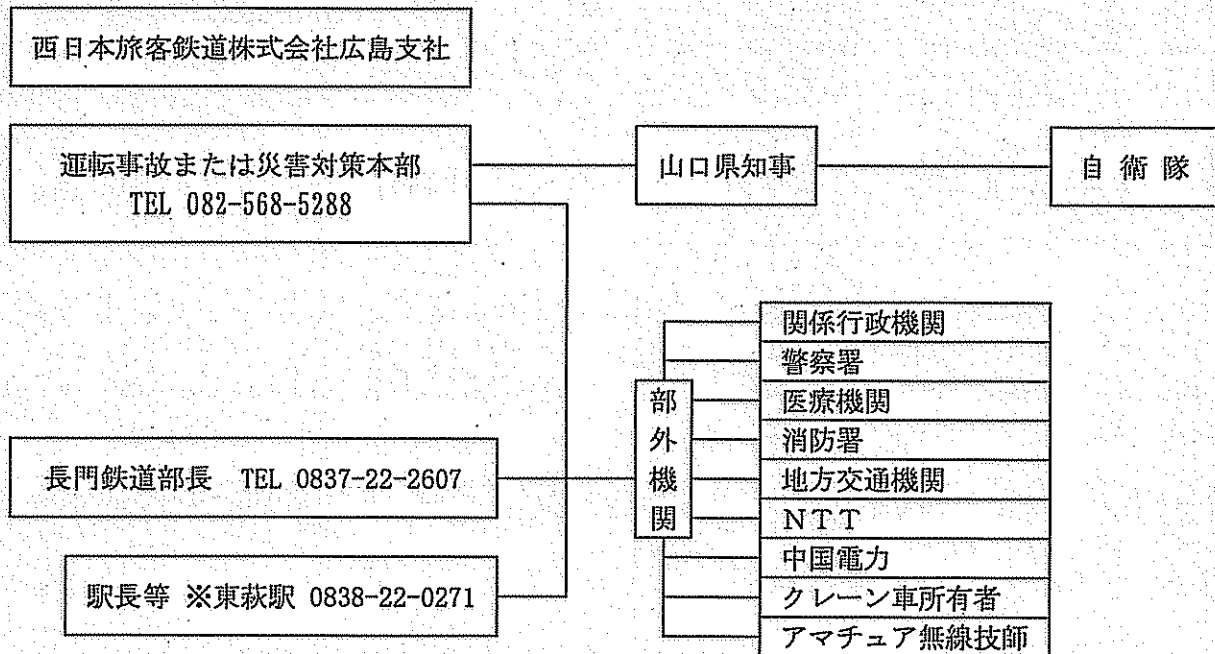 西日本旅客鉄道株式会社広島支社
運転事故または災害対策本部
TEL 082-568-5288
山口県知事
自衛隊
部外機関
関係行政機関
警察署
医療機関
消防署
地方交通機関
NTT
中国電力
クレーン車所有者
アマチュア無線技師
長門鉄道部長 TEL 0837-22-2607
駅長等 ※東萩駅 0838-22-0271